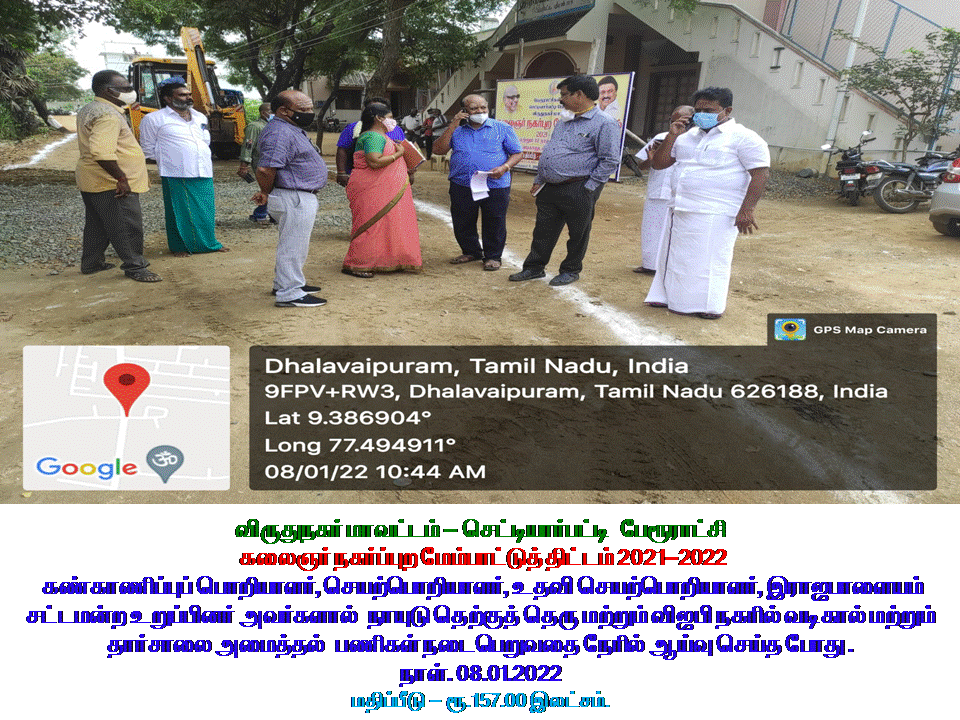 GPS Map Camera
Dhalavaipuram, Tamil Nadu, India
9FPV+RW3, Dhalavaipuram, Tamil Nadu 626188, India
Lat 9.386904°
Long 77.494911°
08/01/22 10:44 AM
Google
விருதுநகர் மாவட்டம் – செட்டியார்பட்டி பேரூராட்சி
கலைஞர் நகர்ப்புற மேம்பாட்டுத் திட்டம் 2021–2022
கண்காணிப்புப் பொறியாளர், செயற்பொறியாளர், உதவி செயற்பொறியாளர், இராஜபாளையம்
சட்டமன்ற உறுப்பினர் அவர்களால் நாயுடு தெற்குத் தெரு மற்றும் விஜபி நகரில் வடிகால் மற்றும்
தார்சாலை அமைத்தல் பணிகள் நடைபெறுவதை நேரில் ஆய்வு செய்த போது.
நாள். 08.01.2022
மதிப்பீடு – ரூ.157.00 இலட்சம்.